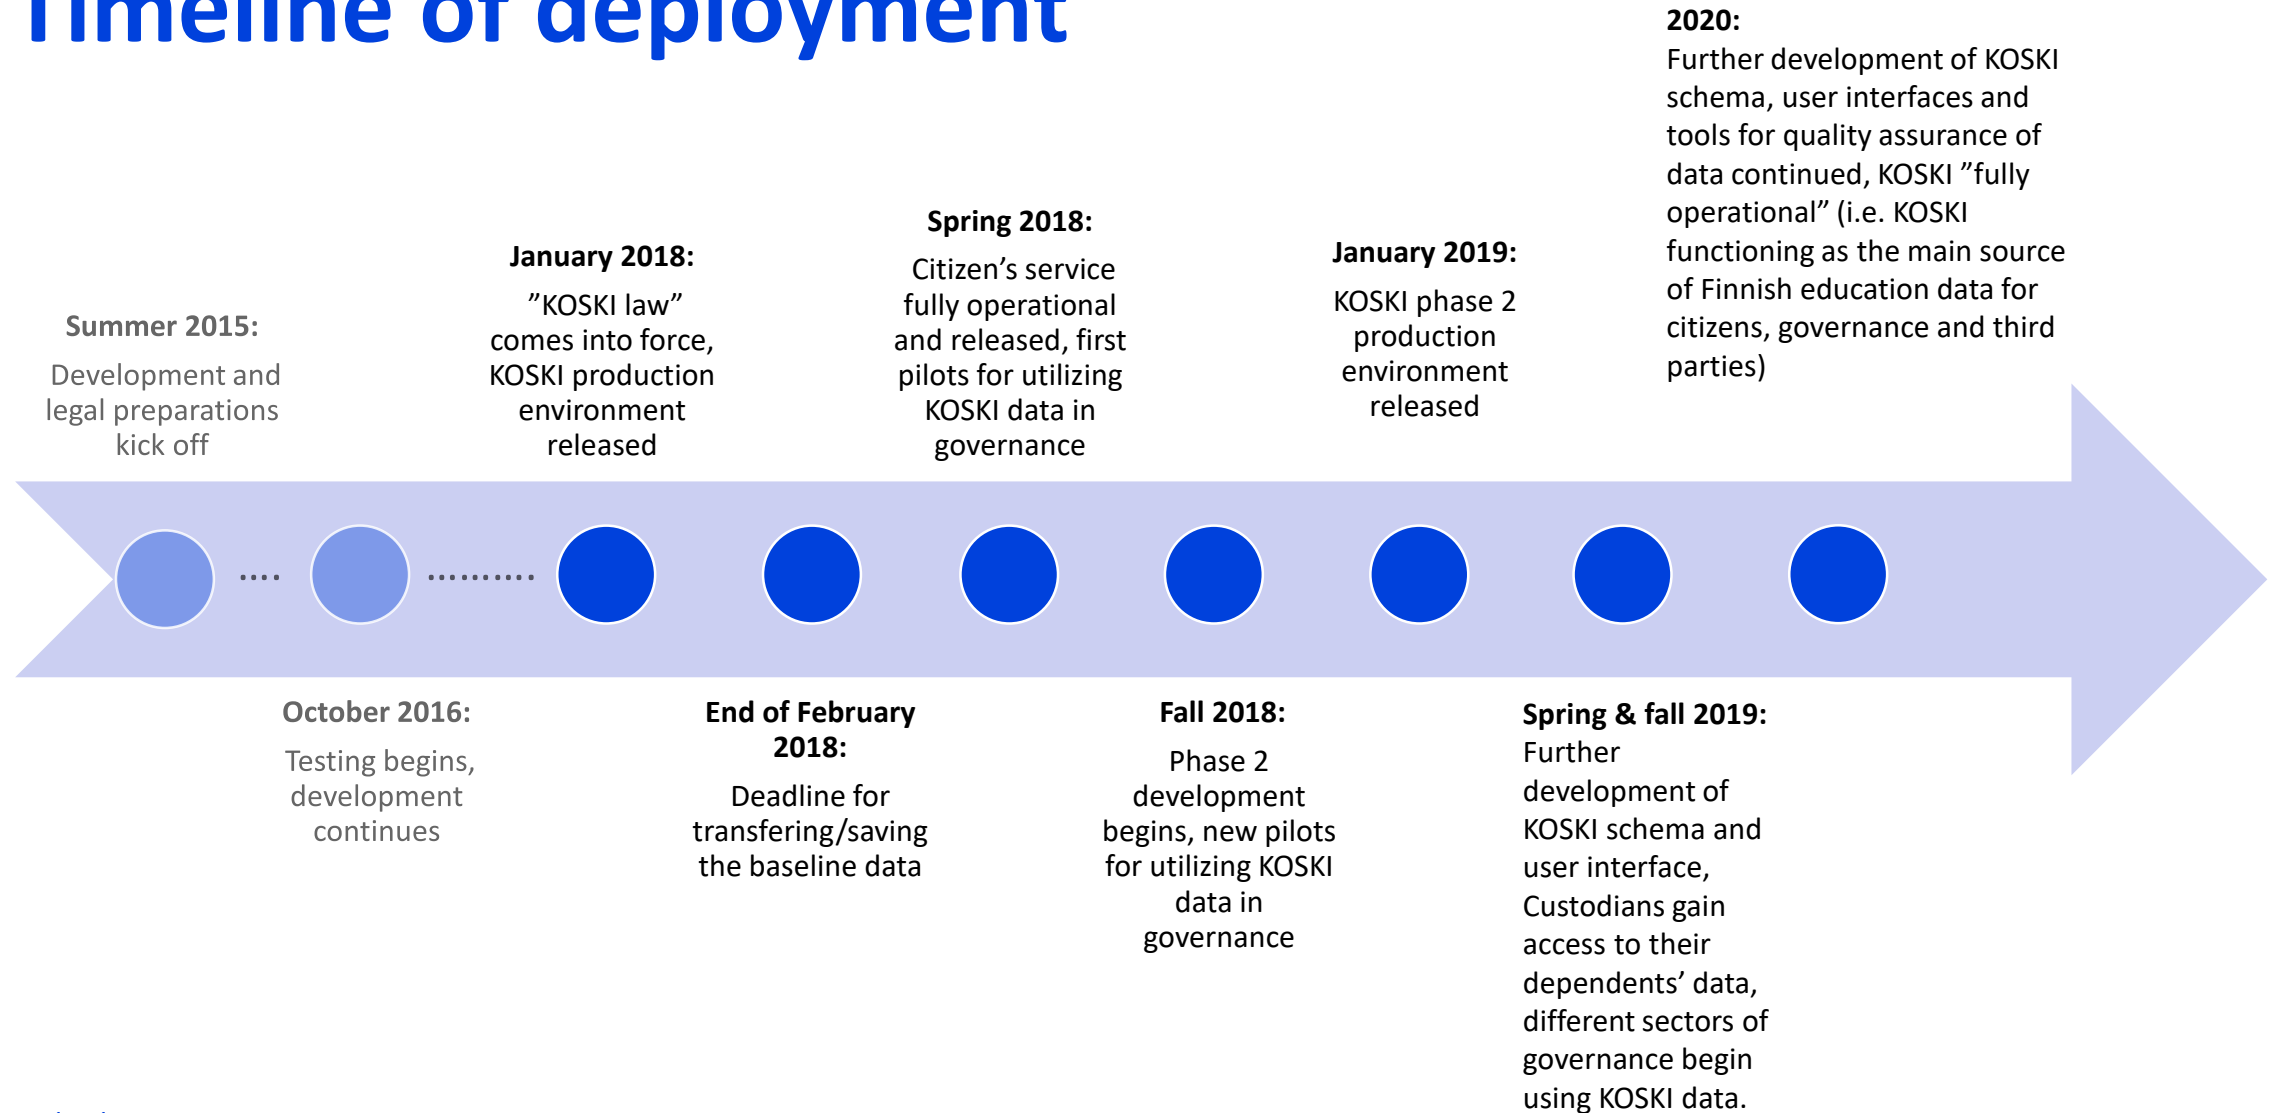 Timeline of deployment
2020:
Further development of KOSKI
schema, user interfaces and
tools for quality assurance of
data continued, KOSKI ”fully
operational” (i.e. KOSKI
functioning as the main source
of Finnish education data for
citizens, governance and third
parties)
Summer 2015:
Development and
legal preparations
kick off
January 2018:
”KOSKI law”
comes into force,
KOSKI production
environment
released
Spring 2018:
Citizen’s service
fully operational
and released, first
pilots for utilizing
KOSKI data in
governance
January 2019:
KOSKI phase 2
production
environment
released
....
..........
October 2016:
Testing begins,
development
continues
End of February
2018:
Deadline for
transfering/saving
the baseline data
Fall 2018:
Phase 2
development
begins, new pilots
for utilizing KOSKI
data in
governance
Spring & fall 2019:
Further
development of
KOSKI schema and
user interface,
Custodians gain
access to their
dependents’ data,
different sectors of
governance begin
using KOSKI data.